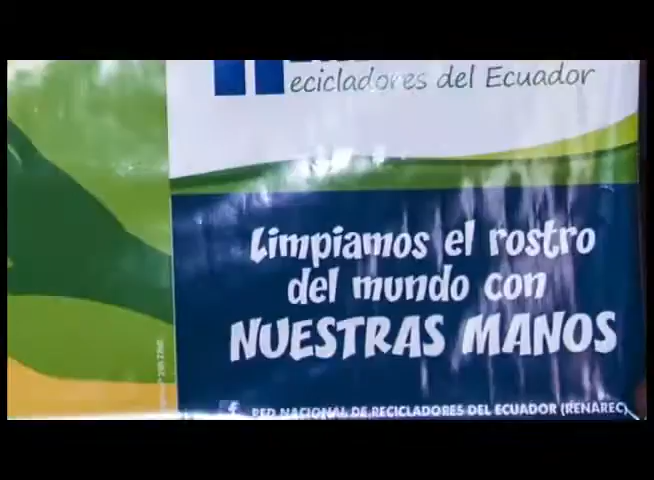 ecicladores del Ecuador
Limpiamos el rostro
del mundo con
NUESTRAS MANOS
RED NACIONAL DE RECICLADORES DEL ECUADOR (RENAREC)